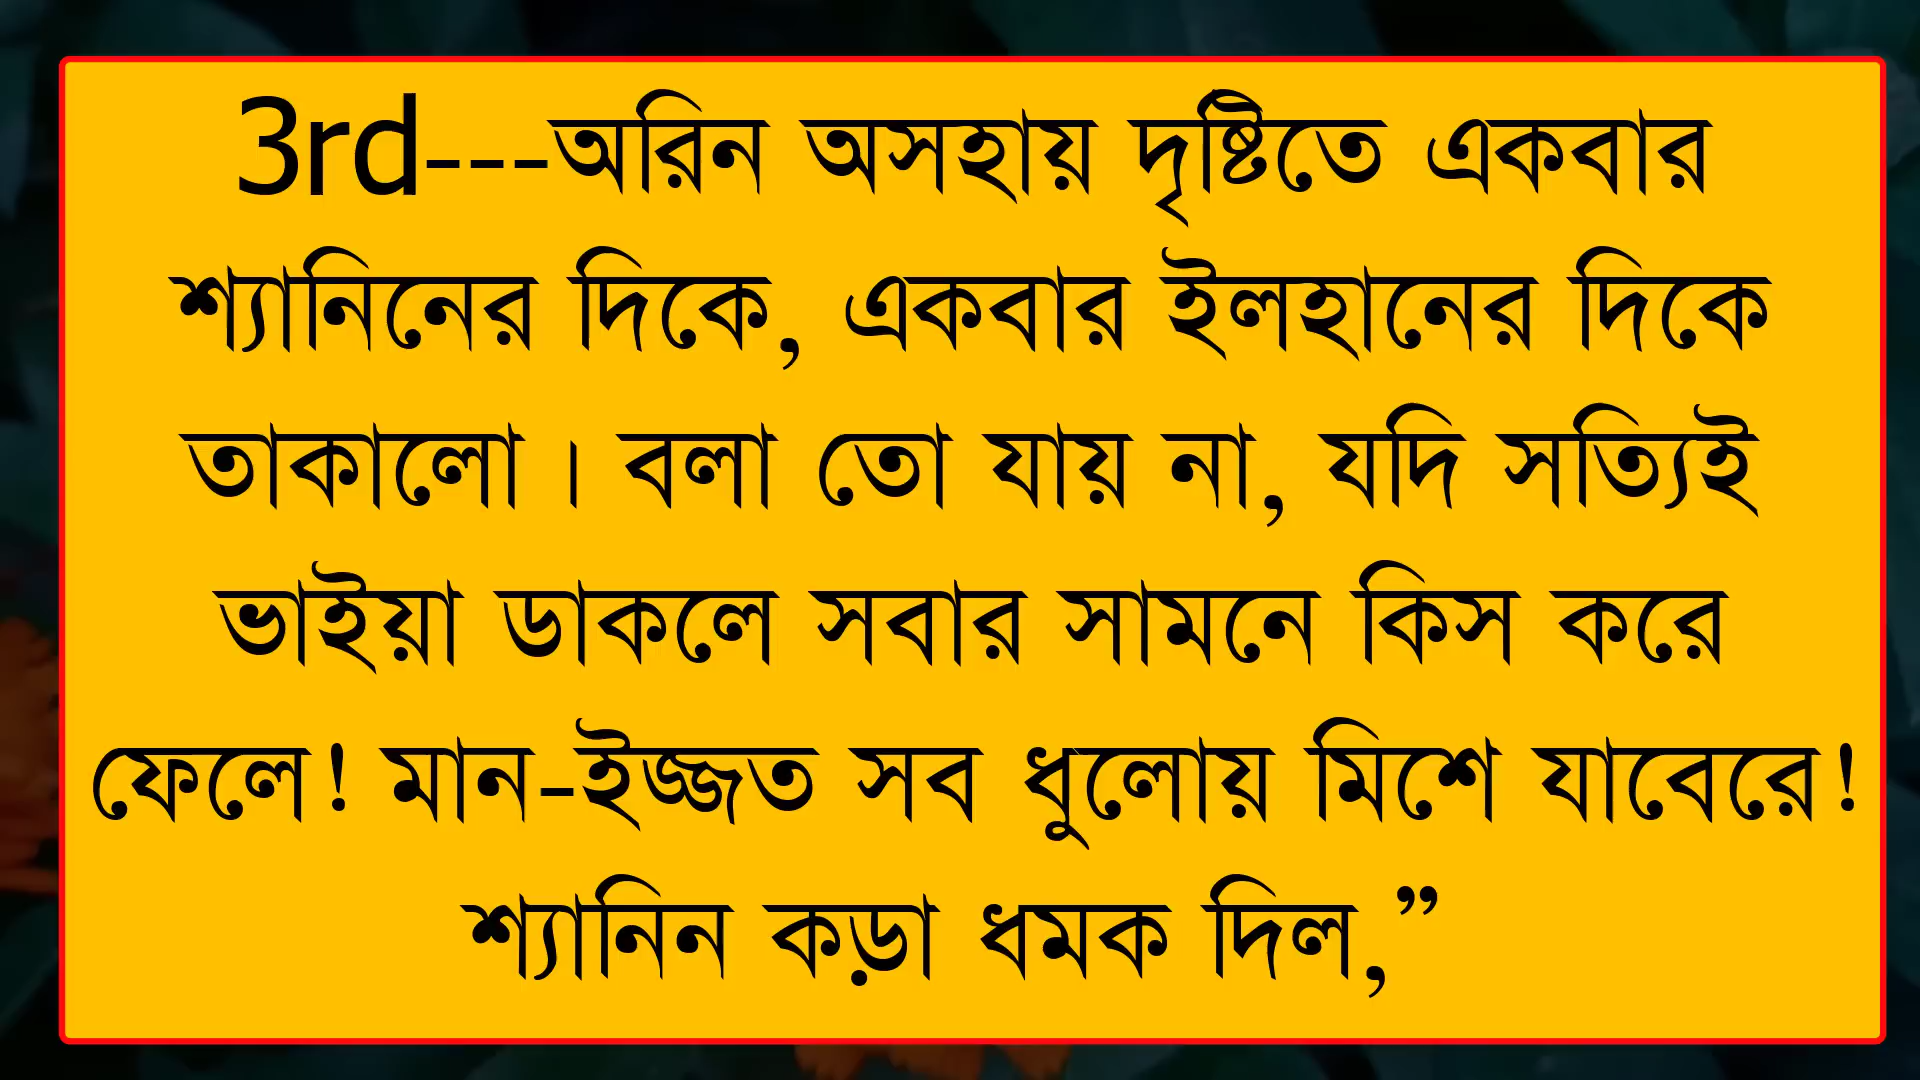 3rd---অরিন অসহায় দৃষ্টিতে একবার
শ্যানিনের দিকে, একবার ইলহানের দিকে
তাকালো। বলা তো যায় না, যদি সত্যিই
ভাইয়া ডাকলে সবার সামনে কিস করে
ফেলে! মান-ইজ্জত সব ধুলোয় মিশে যাবেরে!
শ্যানিন কড়া ধমক দিল,”